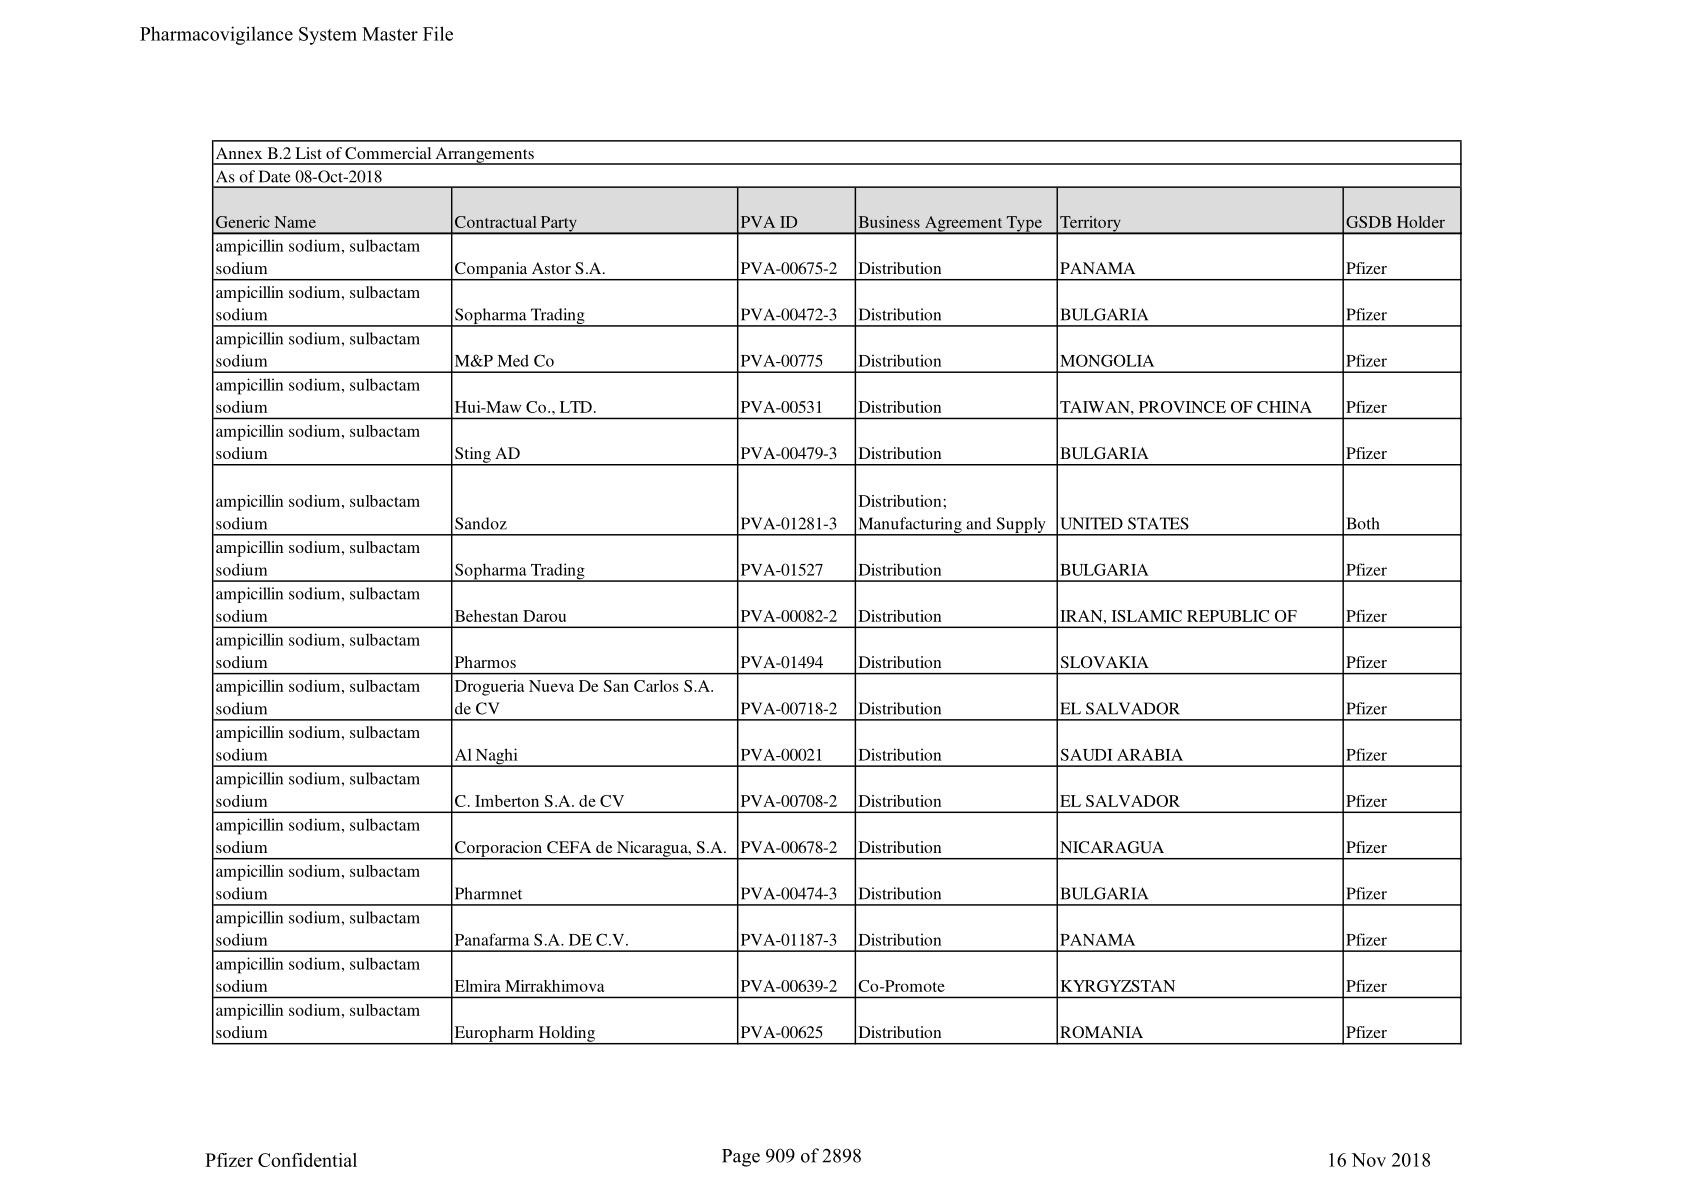 Pharmacovigilance System Master File
Annex B.2 List of Commercial Arrangements
As of Date 08-Oct-2018
Generic Name Contractual Party PVA ID Business Agreement Type Territory GSDB Holder
ampicillin sodium, sulbactam
sodium Compania Astor S.A. PVA-00675-2 Distribution PANAMA Pfizer
ampicillin sodium, sulbactam
sodium Sopharma Trading PVA-00472-3 Distribution BULGARIA Pfizer
ampicillin sodium, sulbactam
sodium M&P Med Co PVA-00775 Distribution MONGOLIA Pfizer
ampicillin sodium, sulbactam
sodium Hui-Maw Co., LTD. PVA-00531 Distribution TAIWAN, PROVINCE OF CHINA Pfizer
ampicillin sodium, sulbactam
sodium Sting AD PVA-00479-3 Distribution BULGARIA Pfizer
ampicillin sodium, sulbactam Distribution;
sodium Sandoz PVA-01281-3 Manufacturing and Supply UNITED STATES Both
ampicillin sodium, sulbactam
sodium Sopharma Trading PVA-01527 Distribution BULGARIA Pfizer
ampicillin sodium, sulbactam
sodium Behestan Darou PVA-00082-2 Distribution IRAN, ISLAMIC REPUBLIC OF Pfizer
ampicillin sodium, sulbactam
sodium Pharmos PVA-01494 Distribution SLOVAKIA Pfizer
ampicillin sodium, sulbactam Drogueria Nueva De San Carlos S.A.
sodium de CV PVA-00718-2 Distribution EL SALVADOR Pfizer
ampicillin sodium, sulbactam
sodium Al Naghi PVA-00021 Distribution SAUDI ARABIA Pfizer
ampicillin sodium, sulbactam
sodium C. Imberton S.A. de CV PVA-00708-2 Distribution EL SALVADOR Pfizer
ampicillin sodium, sulbactam
sodium Corporacion CEFA de Nicaragua, S.A. PVA-00678-2 Distribution NICARAGUA Pfizer
ampicillin sodium, sulbactam
sodium Pharmnet PVA-00474-3 Distribution BULGARIA Pfizer
ampicillin sodium, sulbactam
sodium Panafarma S.A. DE C.V. PVA-01187-3 Distribution PANAMA Pfizer
ampicillin sodium, sulbactam
sodium Elmira Mirrakhimova PVA-00639-2 Co-Promote KYRGYZSTAN Pfizer
ampicillin sodium, sulbactam
sodium Europharm Holding PVA-00625 Distribution ROMANIA Pfizer
Pfizer Confidential Page 909 of 2898 16 Nov 2018